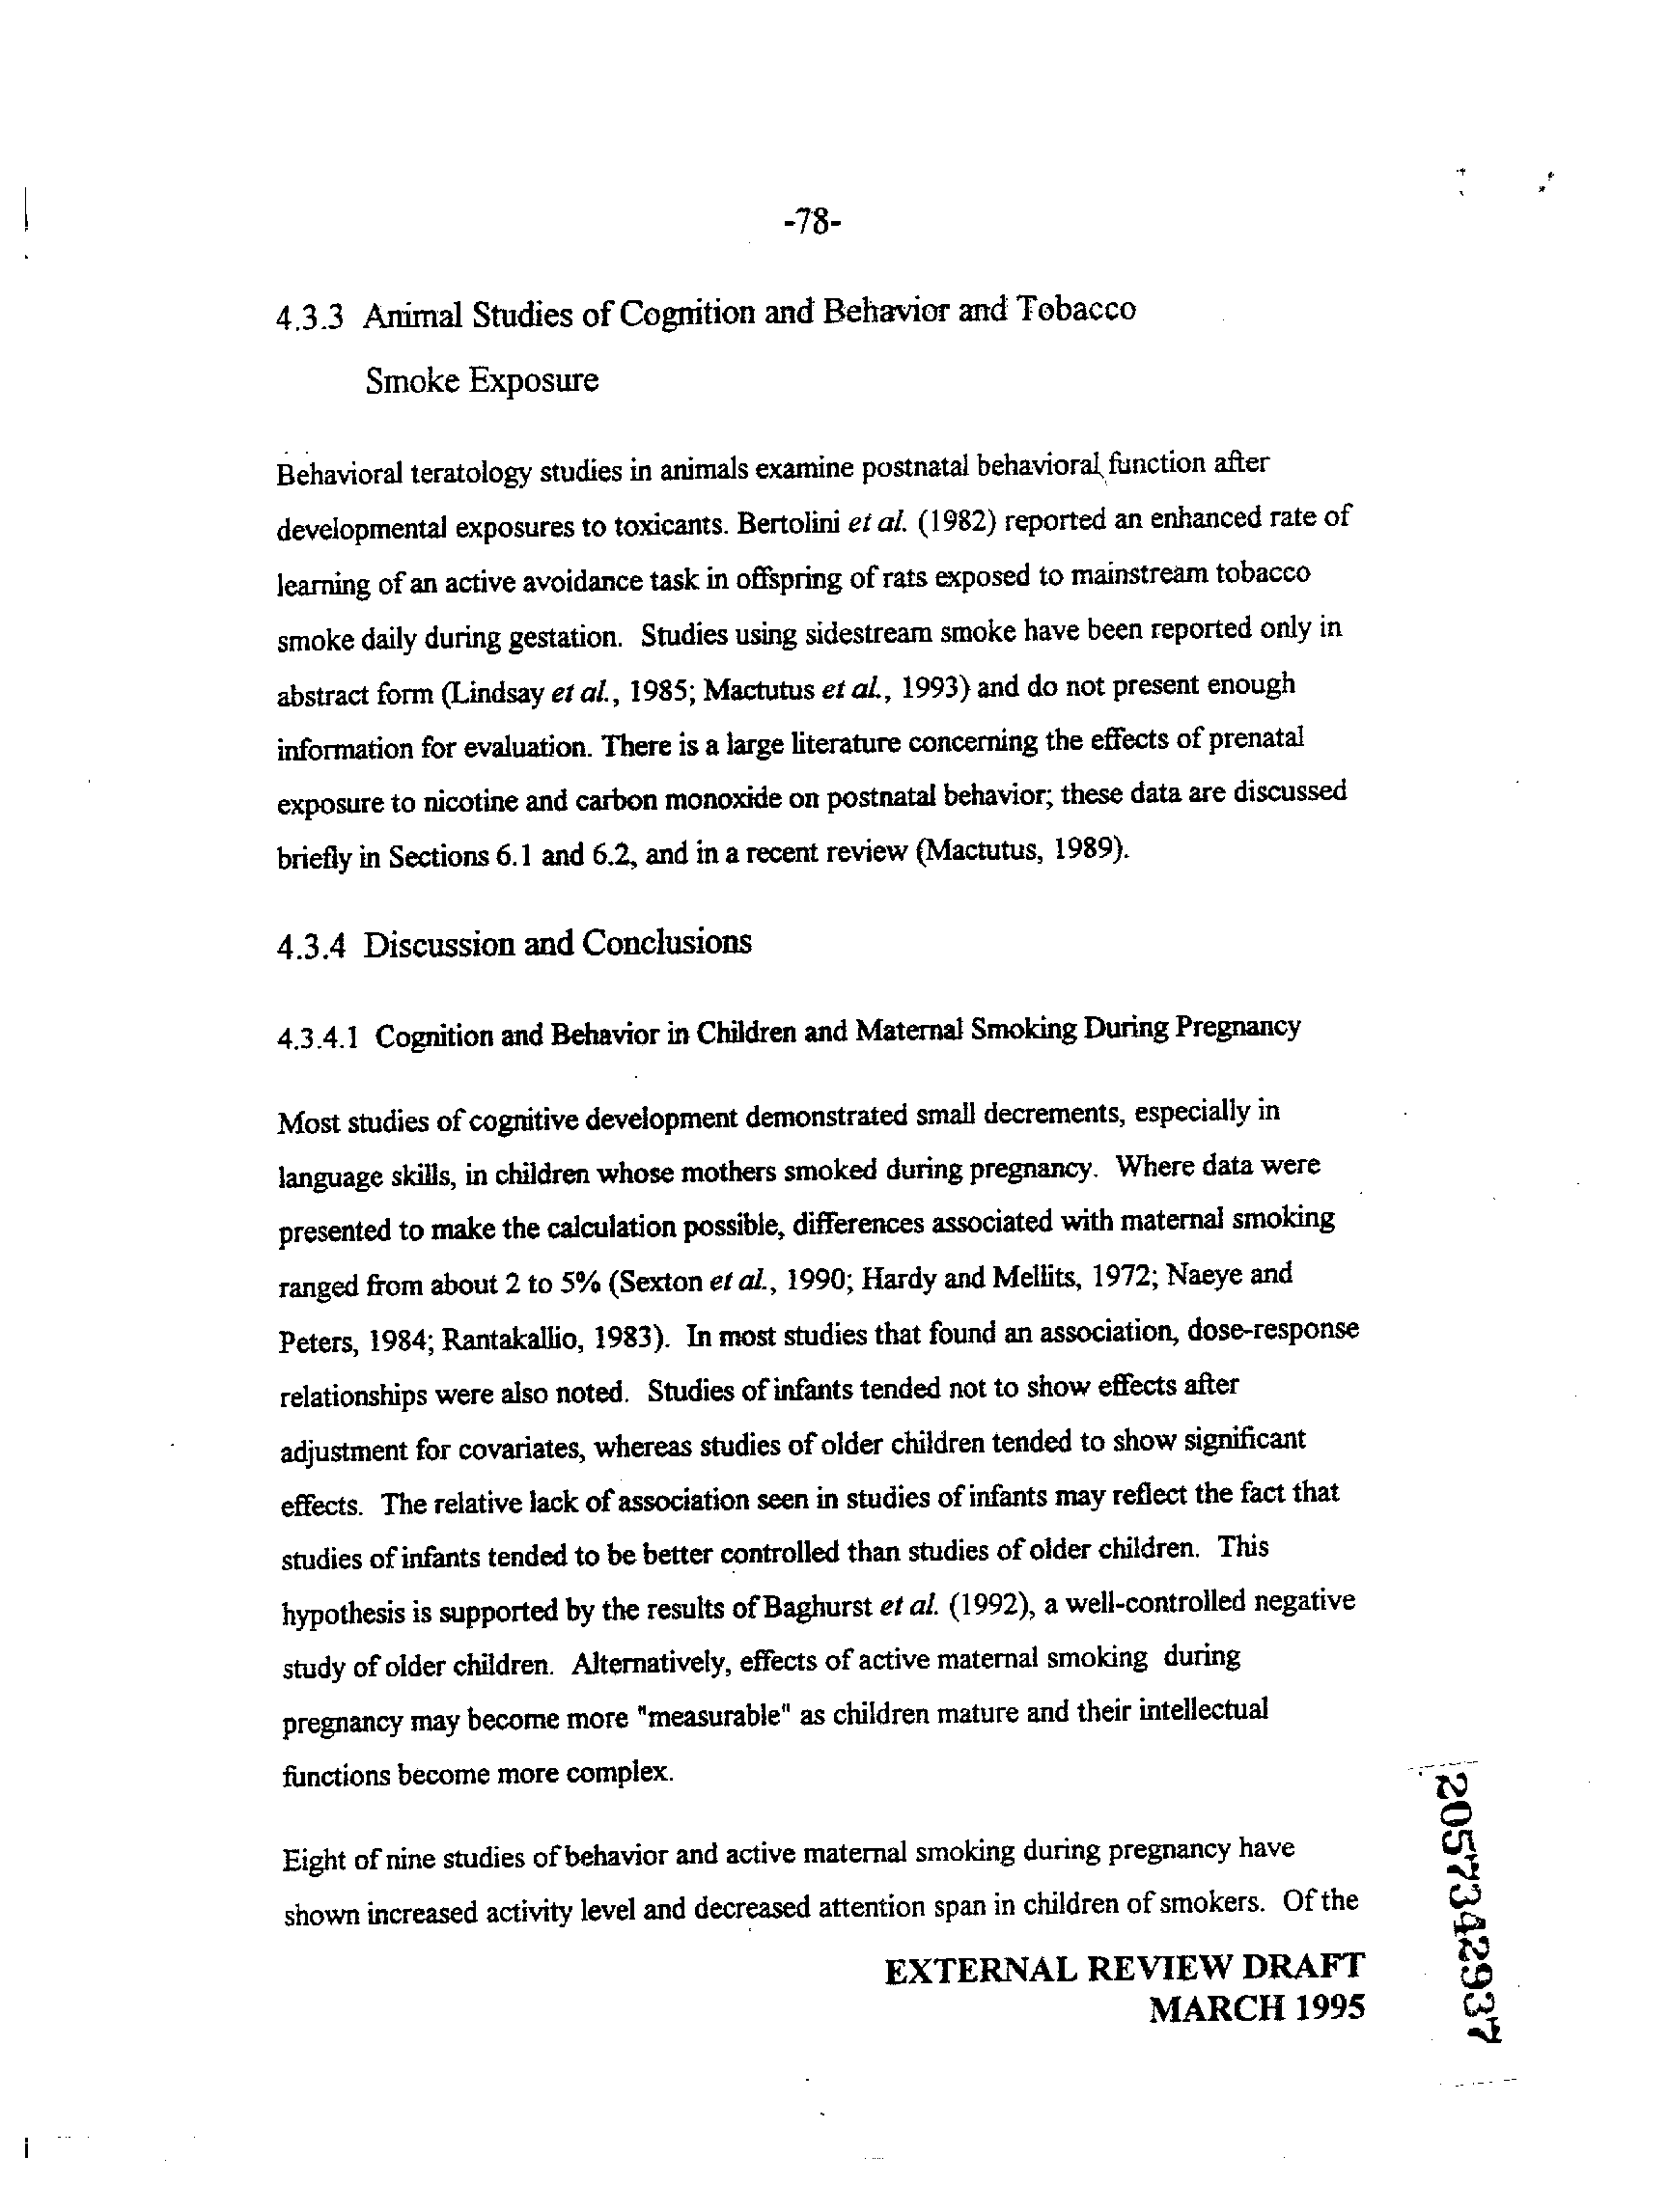 -78-
4.3.3 Animal Studies of Cognition and Behavior and Tobacco
Smoke Exposure
Behavioral teratology studies in animals examine postnatal behavioral function after
developmental exposures to toxicants. Bertolini et al. (1982) reported an enhanced rate of
learning of an active avoidance task in offspring of rats exposed to mainstream tobacco
smoke daily during gestation. Studies using sidestream smoke have been reported only in
abstract form (Lindsay et al., 1985; Mactutus et al., 1993) and do not present enough
information for evaluation. There is a large literature concerning the effects of prenatal
exposure to nicotine and carbon monoxide on postnatal behavior; these data are discussed
briefly in Sections 6.1 and 6.2, and in a recent review (Mactutus, 1989).
4.3.4 Discussion and Conclusions
4.3.4.1 Cognition and Behavior in Children and Maternal Smoking During Pregnancy
Most studies of cognitive development demonstrated small decrements, especially in
language skills, in children whose mothers smoked during pregnancy. Where data were
presented to make the calculation possible, differences associated with maternal smoking
ranged from about 2 to 5% (Sexton et al., 1990; Hardy and Mellits, 1972; Naeye and
Peters, 1984; Rantakallio, 1983). In most studies that found an association, dose-response
relationships were also noted. Studies of infants tended not to show effects after
adjustment for covariates, whereas studies of older children tended to show significant
effects. The relative lack of association seen in studies of infants may reflect the fact that
studies of infants tended to be better controlled than studies of older children. This
hypothesis is supported by the results of Baghurst et al. (1992), a well-controlled negative
study of older children. Alternatively, effects of active maternal smoking during
pregnancy may become more "measurable" as children mature and their intellectual
functions become more complex.
Eight of nine studies of behavior and active maternal smoking during pregnancy have
shown increased activity level and decreased attention span in children of smokers. Of the
EXTERNAL REVIEW DRAFT
MARCH 1995
2057342937